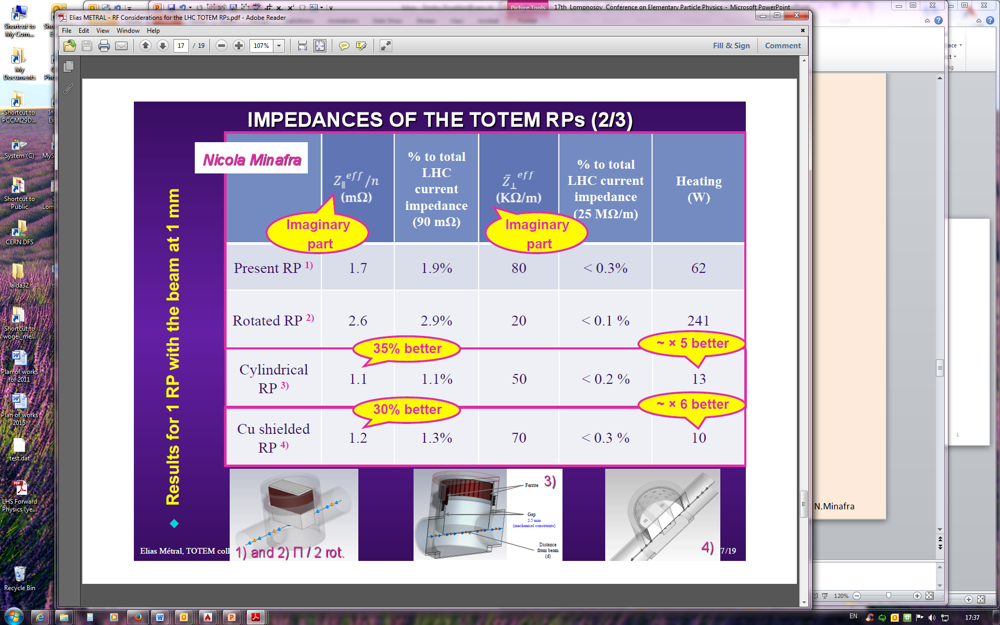 Shortcut to
My Com...
My
Documents
Shortcut to
PCCMI29D...
System (C)
Shortcut to
Public
CERN DFS
aida32
Shortcut to
wogei_me...
Plan of works
for 2011
Plan of works
2015
test.dat
LHS Forward
Physics (ye...
Recycle Bin
Picture Tools
17th_Lomonosov_Conference on Elementary Particle Physics - Microsoft PowerPoint
Elias METRAL - RF Considerations for the LHC TOTEM RPs.pdf - Adobe Reader
File Edit View Window Help
17 / 19 107%
Fill & Sign Comment
IMPEDANCES OF THE TOTEM RPs (2/3)
Nicola Minafra
Z∥^eff/n
(mΩ)
% to total
LHC
current
impedance
(90 mΩ)
Z̄⊥^eff
(KΩ/m)
% to total
LHC current
impedance
(25 MΩ/m)
Heating
(W)
Imaginary
part
Imaginary
part
Present RP 1) 1.7 1.9% 80 < 0.3% 62
Rotated RP 2) 2.6 2.9% 20 < 0.1 % 241
35% better
~ × 5 better
Cylindrical
RP 3) 1.1 1.1% 50 < 0.2 % 13
30% better
~ × 6 better
Cu shielded
RP 4) 1.2 1.3% 70 < 0.3 % 10
Results for 1 RP with the beam at 1 mm
1) and 2) Π / 2 rot.
3)
Ferrite
Gap
2.5 mm
(mechanical constraints)
Distance
from beam
(d)
4)
Elias Métral, TOTEM coll
7/19
N.Minafra
1
120%
EN
17:37